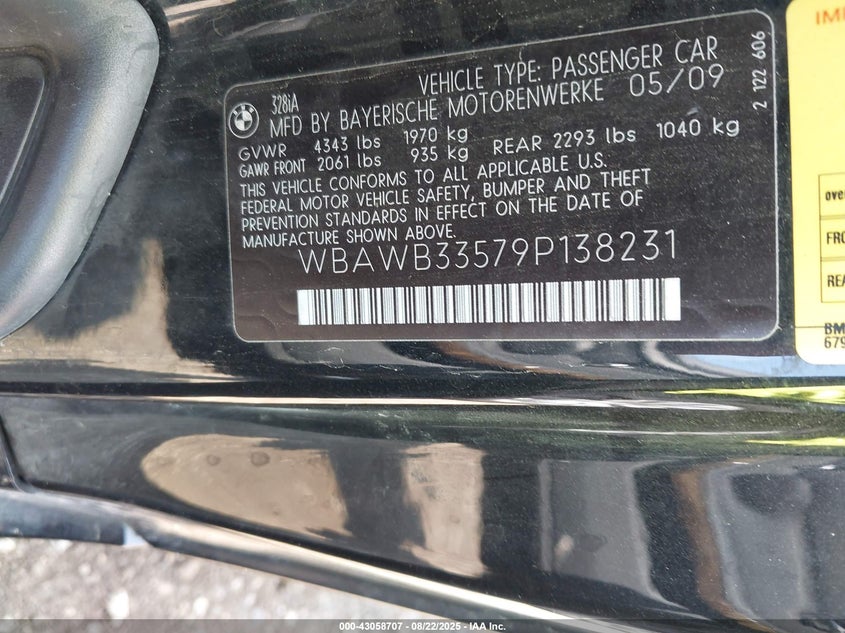 328iA
VEHICLE TYPE: PASSENGER CAR
MFD BY BAYERISCHE MOTORENWERKE 05/09
GVWR 4343 lbs 1970 kg
GAWR FRONT 2061 lbs 935 kg REAR 2293 lbs 1040 kg
THIS VEHICLE CONFORMS TO ALL APPLICABLE U.S.
FEDERAL MOTOR VEHICLE SAFETY, BUMPER AND THEFT
PREVENTION STANDARDS IN EFFECT ON THE DATE OF
MANUFACTURE SHOWN ABOVE.
WBAWB33579P138231
2 122 606
BMW
000-43058707 - 08/22/2025 - IAA Inc.